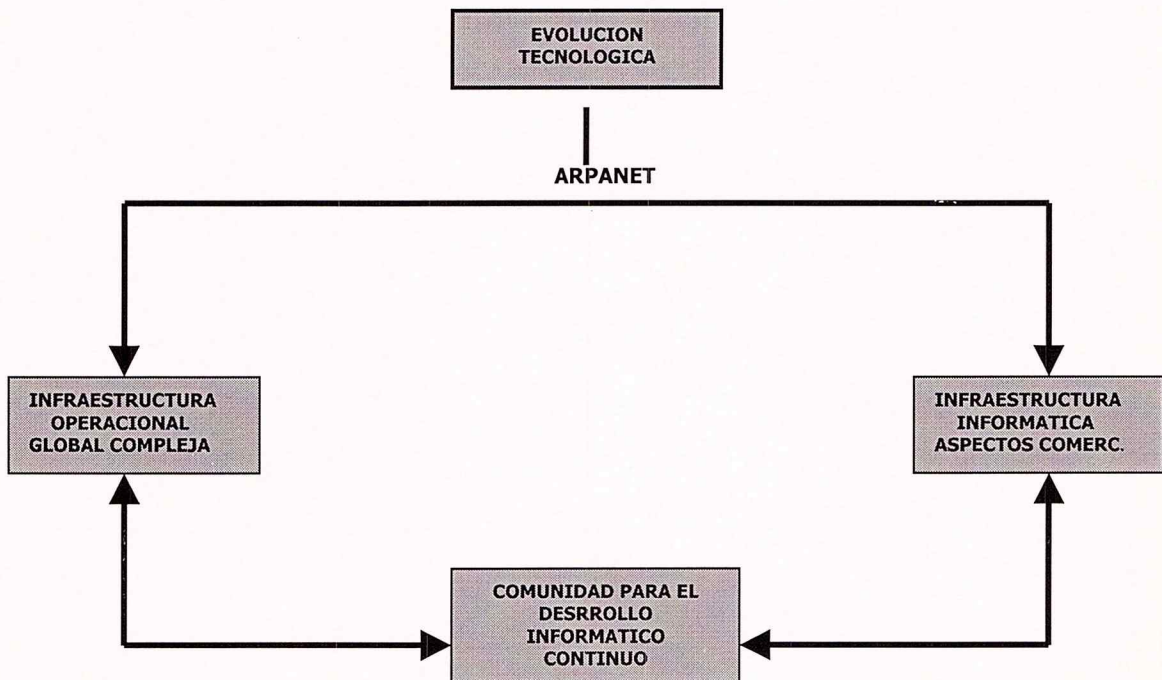 EVOLUCION
TECNOLOGICA
ARPANET
INFRAESTRUCTURA
OPERACIONAL
GLOBAL COMPLEJA
INFRAESTRUCTURA
INFORMATICA
ASPECTOS COMERC.
COMUNIDAD PARA EL
DESRROLLO
INFORMATICO
CONTINUO